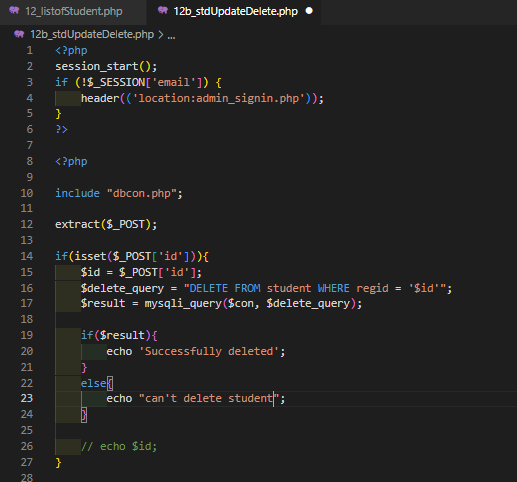 12_listofStudent.php 12b_stdUpdateDelete.php ●
12b_stdUpdateDelete.php > ...
1 <?php
2 session_start();
3 if (!$_SESSION['email']) {
4     header(('location:admin_signin.php'));
5 }
6 ?>
7
8 <?php
9
10 include "dbcon.php";
11
12 extract($_POST);
13
14 if(isset($_POST['id'])){
15     $id = $_POST['id'];
16     $delete_query = "DELETE FROM student WHERE regid = '$id'";
17     $result = mysqli_query($con, $delete_query);
18
19     if($result){
20         echo 'Successfully deleted';
21     }
22     else{
23         echo "can't delete student";
24     }
25
26     // echo $id;
27 }
28